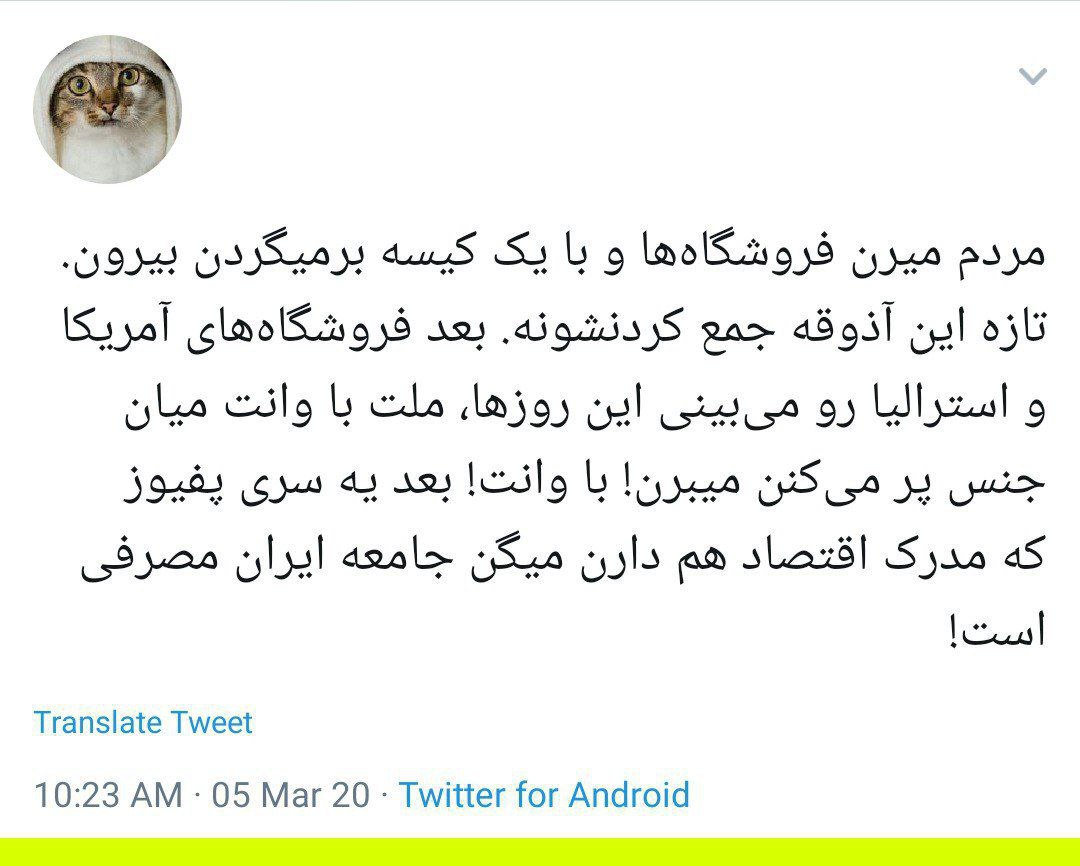 مردم میرن فروشگاه‌ها و با یک کیسه برمیگردن بیرون.
تازه این آذوقه جمع کردنشونه. بعد فروشگاه‌های آمریکا
و استرالیا رو می‌بینی این روزها، ملت با وانت میان
جنس پر می‌کنن میبرن! با وانت! بعد یه سری پفیوز
که مدرک اقتصاد هم دارن میگن جامعه ایران مصرفی
است!
Translate Tweet
10:23 AM · 05 Mar 20 · Twitter for Android